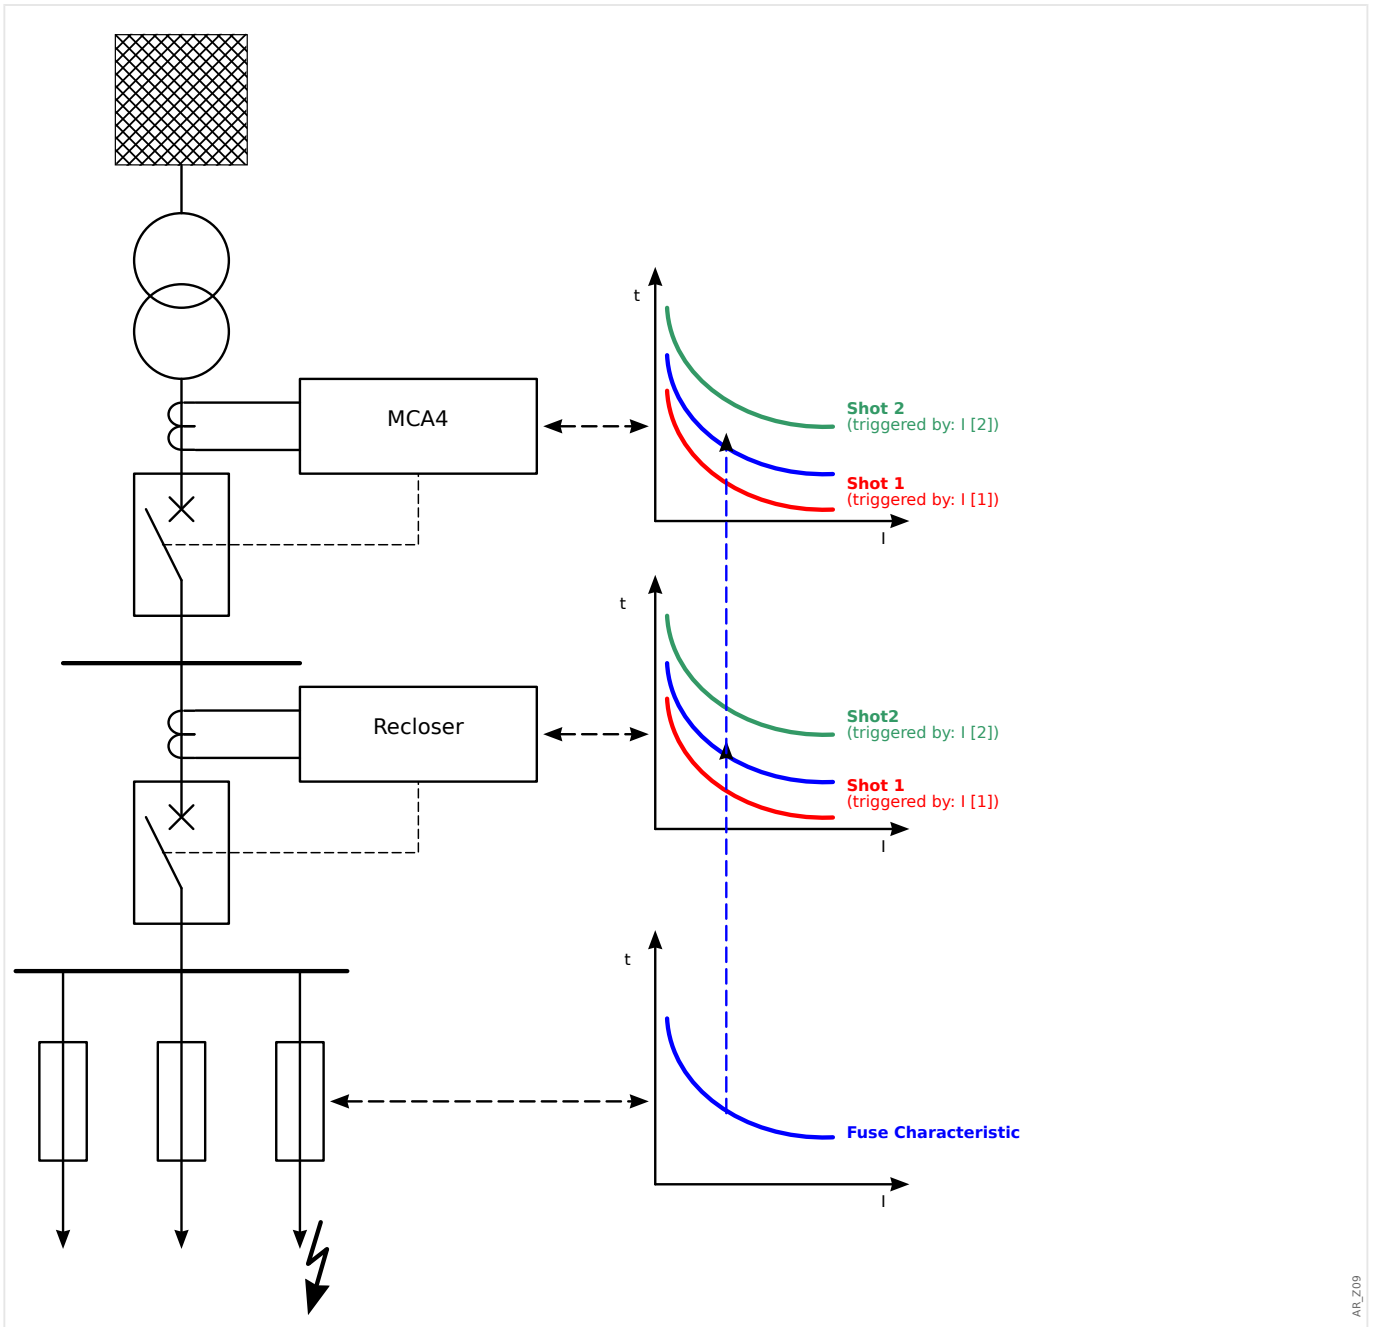 t
MCA4
Shot 2
(triggered by: I [2])
Shot 1
(triggered by: I [1])
I
t
Recloser
Shot2
(triggered by: I [2])
Shot 1
(triggered by: I [1])
I
t
Fuse Characteristic
I
AR_Z09